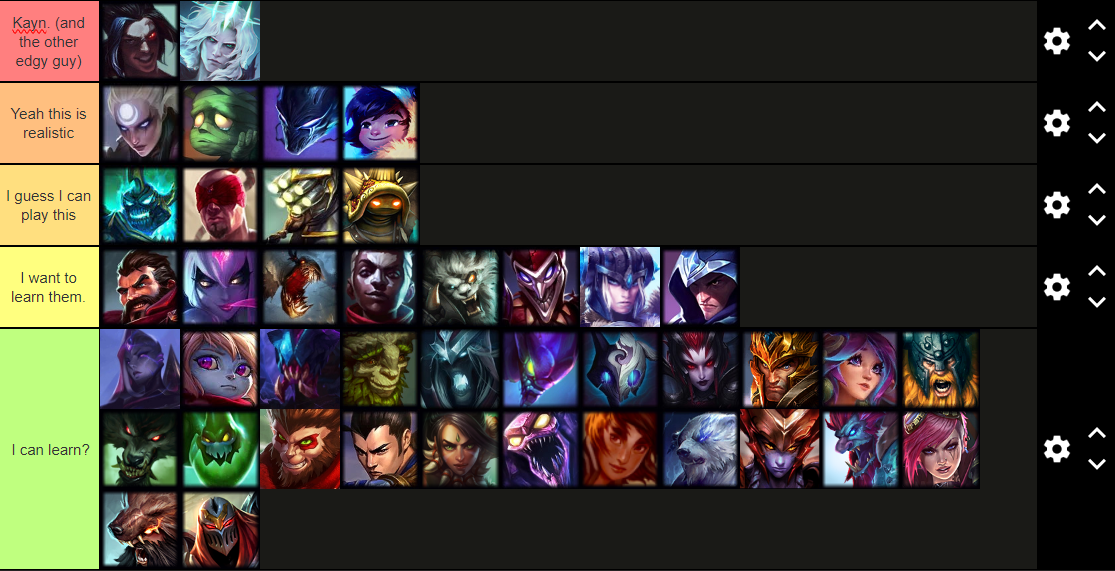 Kayn. (and
the other
edgy guy)
Yeah this is
realistic
I guess I can
play this
I want to
learn them.
I can learn?